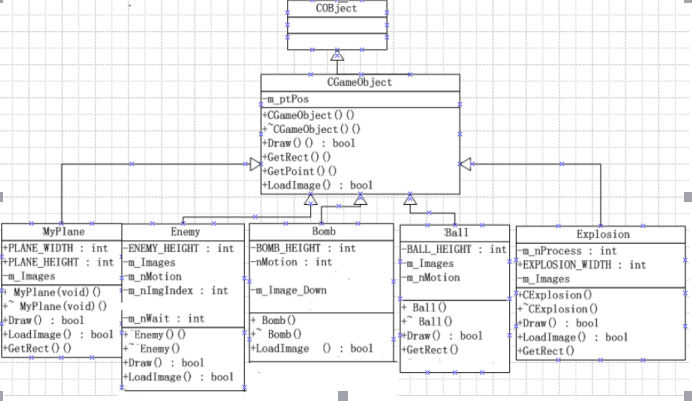 CObject
CGameObject
-m_ptPos
+CGameObject()()
+~CGameObject()()
+Draw()() : bool
+GetRect()()
+GetPoint()()
+LoadImage() : bool
MyPlane
+PLANE_WIDTH : int
+PLANE_HEIGHT : int
-m_Images
+ MyPlane(void)()
+~ MyPlane(void)()
+Draw() : bool
+LoadImage() : bool
+GetRect()()
Enemy
-ENEMY_HEIGHT : int
-m_Images
-m_nMotion
-m_nImgIndex : int
-m_nWait : int
+ Enemy()()
+~ Enemy()
+Draw() : bool
+LoadImage() : bool
Bomb
-BOMB_HEIGHT : int
-nMotion : int
-m_Image_Down
+ Bomb()
+~ Bomb()
+LoadImage () : bool
Ball
-BALL_HEIGHT : int
-m_Images
-m_nMotion
+ Ball()
+~ Ball()
+Draw() : bool
+GetRect()
Explosion
-m_nProcess : int
+EXPLOSION_WIDTH : int
-m_Images
+CExplosion()
+~CExplosion()
+Draw() : bool
+LoadImage() : bool
+GetRect()